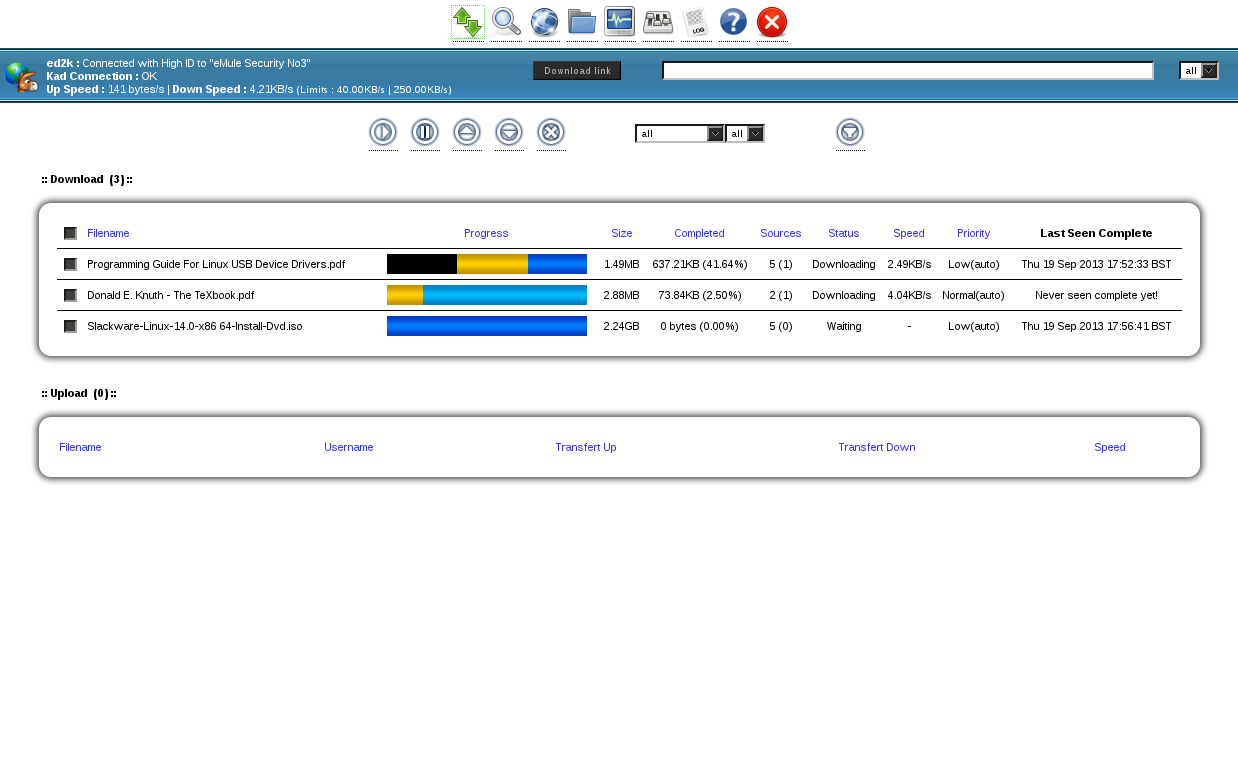 LOG
ed2k : Connected with High ID to "eMule Security No3"
Kad Connection : OK
Up Speed : 141 bytes/s | Down Speed : 4.21KB/s (Limits : 40.00KB/s | 250.00KB/s)
Download link
all
all
all
:: Download (3) ::
Filename Progress Size Completed Sources Status Speed Priority Last Seen Complete
Programming Guide For Linux USB Device Drivers.pdf 1.49MB 637.21KB (41.64%) 5 (1) Downloading 2.49KB/s Low(auto) Thu 19 Sep 2013 17:52:33 BST
Donald E. Knuth - The TeXbook.pdf 2.88MB 73.84KB (2.50%) 2 (1) Downloading 4.04KB/s Normal(auto) Never seen complete yet!
Slackware-Linux-14.0-x86 64-Install-Dvd.iso 2.24GB 0 bytes (0.00%) 5 (0) Waiting - Low(auto) Thu 19 Sep 2013 17:56:41 BST
:: Upload (0) ::
Filename Username Transfert Up Transfert Down Speed